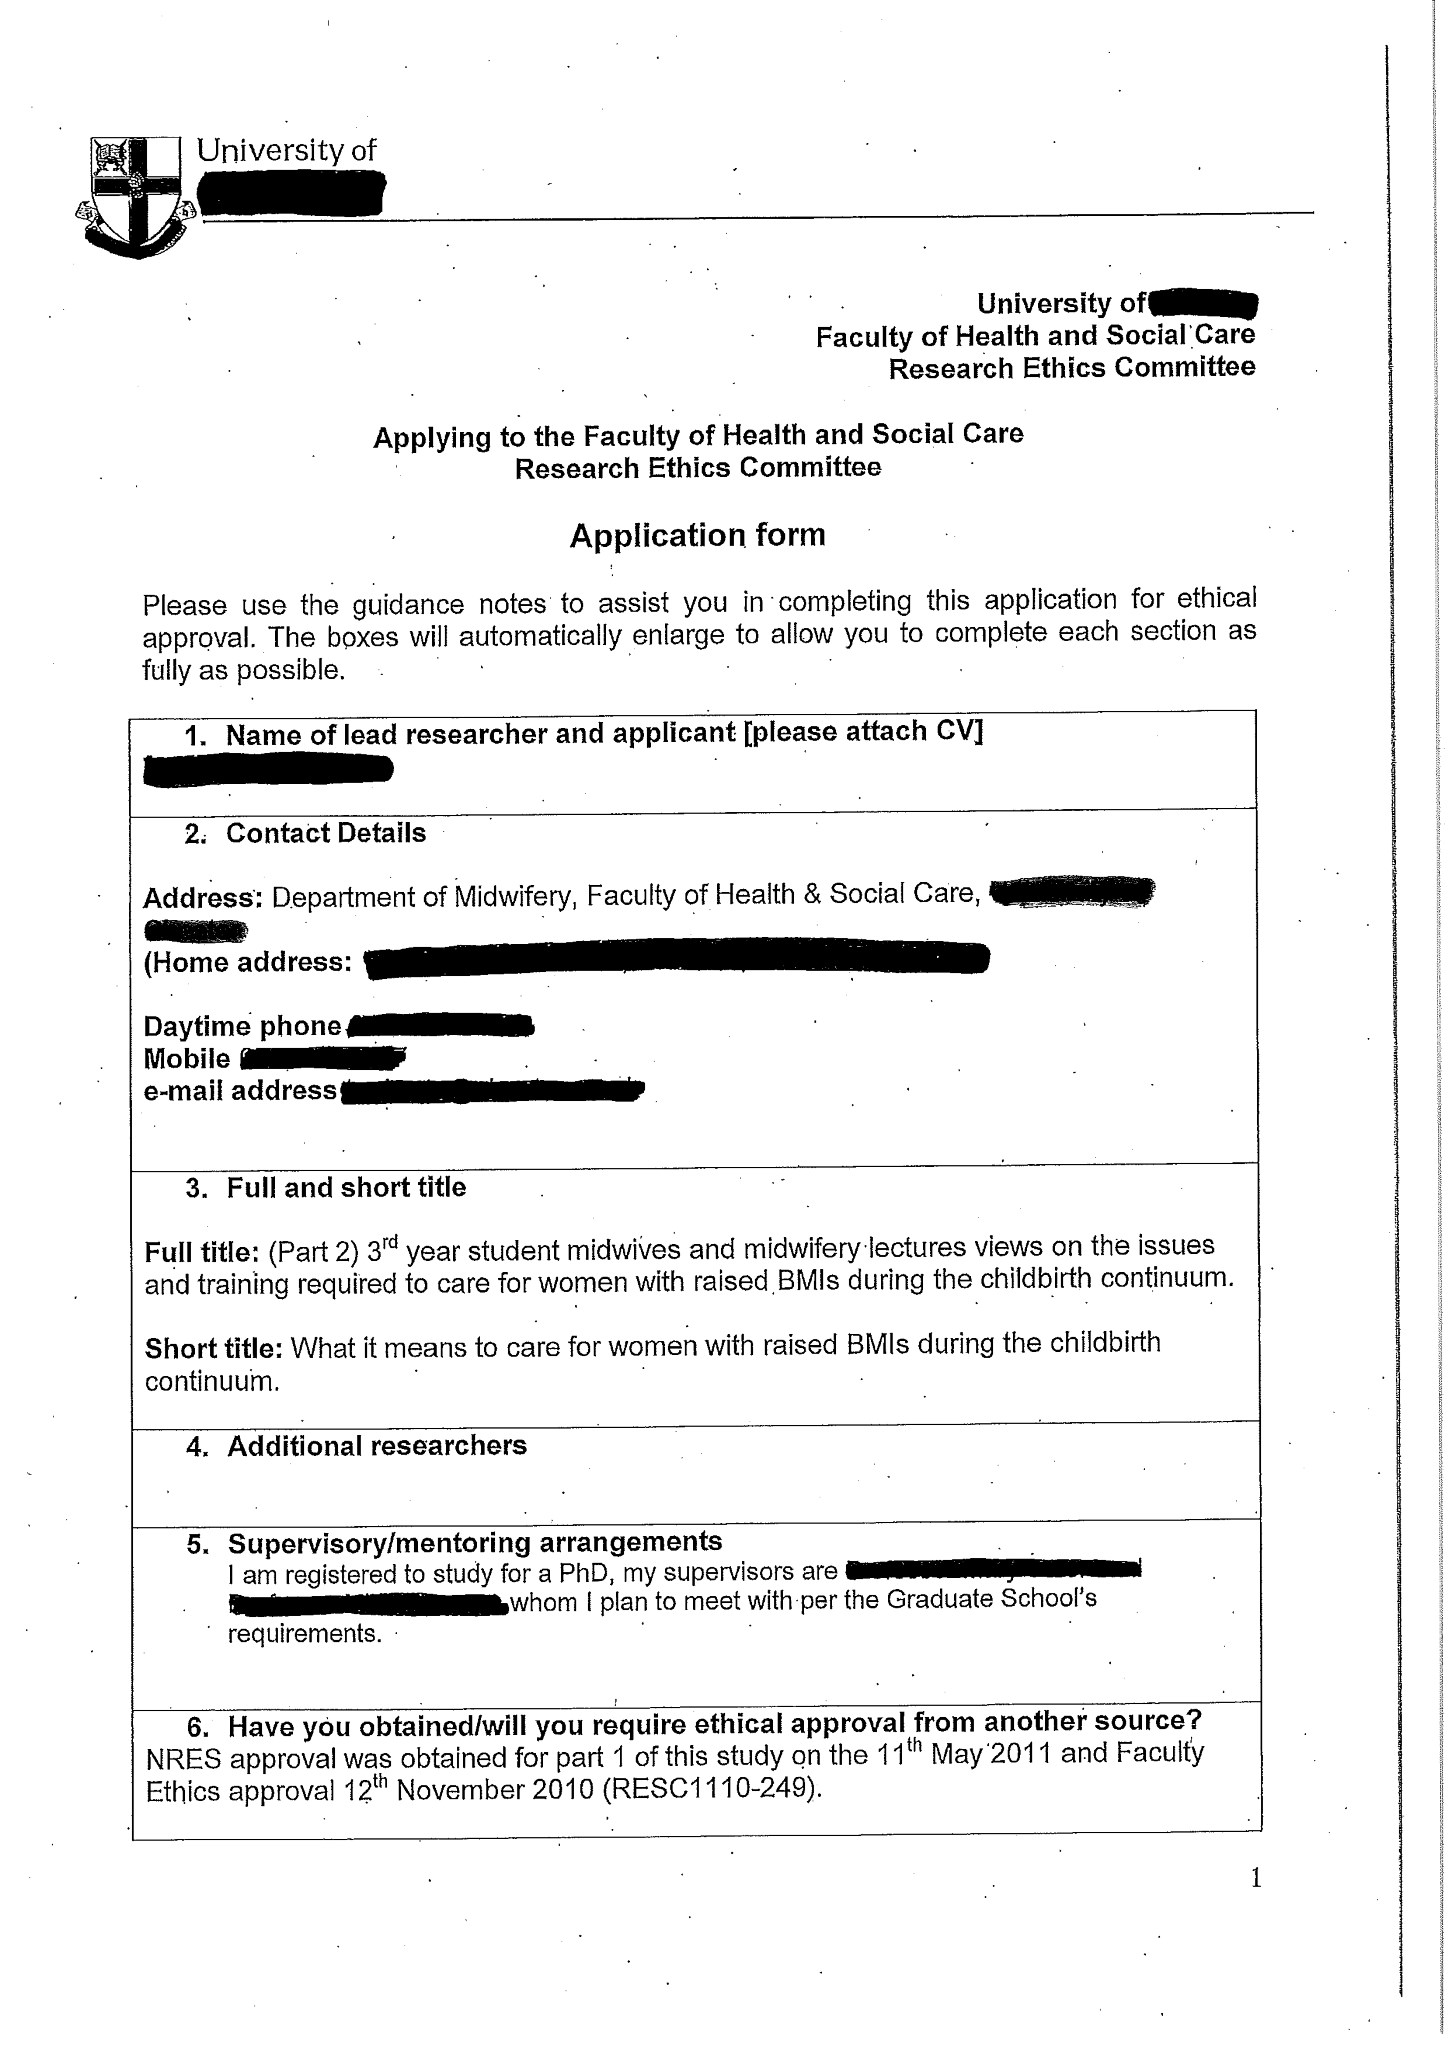 University of
University of
Faculty of Health and Social Care
Research Ethics Committee
Applying to the Faculty of Health and Social Care
Research Ethics Committee
Application form
Please use the guidance notes to assist you in completing this application for ethical
approval. The boxes will automatically enlarge to allow you to complete each section as
fully as possible.
1. Name of lead researcher and applicant [please attach CV]
2. Contact Details
Address: Department of Midwifery, Faculty of Health & Social Care,
(Home address:
Daytime phone
Mobile
e-mail address
3. Full and short title
Full title: (Part 2) 3rd year student midwives and midwifery lectures views on the issues
and training required to care for women with raised BMIs during the childbirth continuum.
Short title: What it means to care for women with raised BMIs during the childbirth
continuum.
4. Additional researchers
5. Supervisory/mentoring arrangements
I am registered to study for a PhD, my supervisors are
whom I plan to meet with per the Graduate School's
requirements.
6. Have you obtained/will you require ethical approval from another source?
NRES approval was obtained for part 1 of this study on the 11th May 2011 and Faculty
Ethics approval 12th November 2010 (RESC1110-249).
1